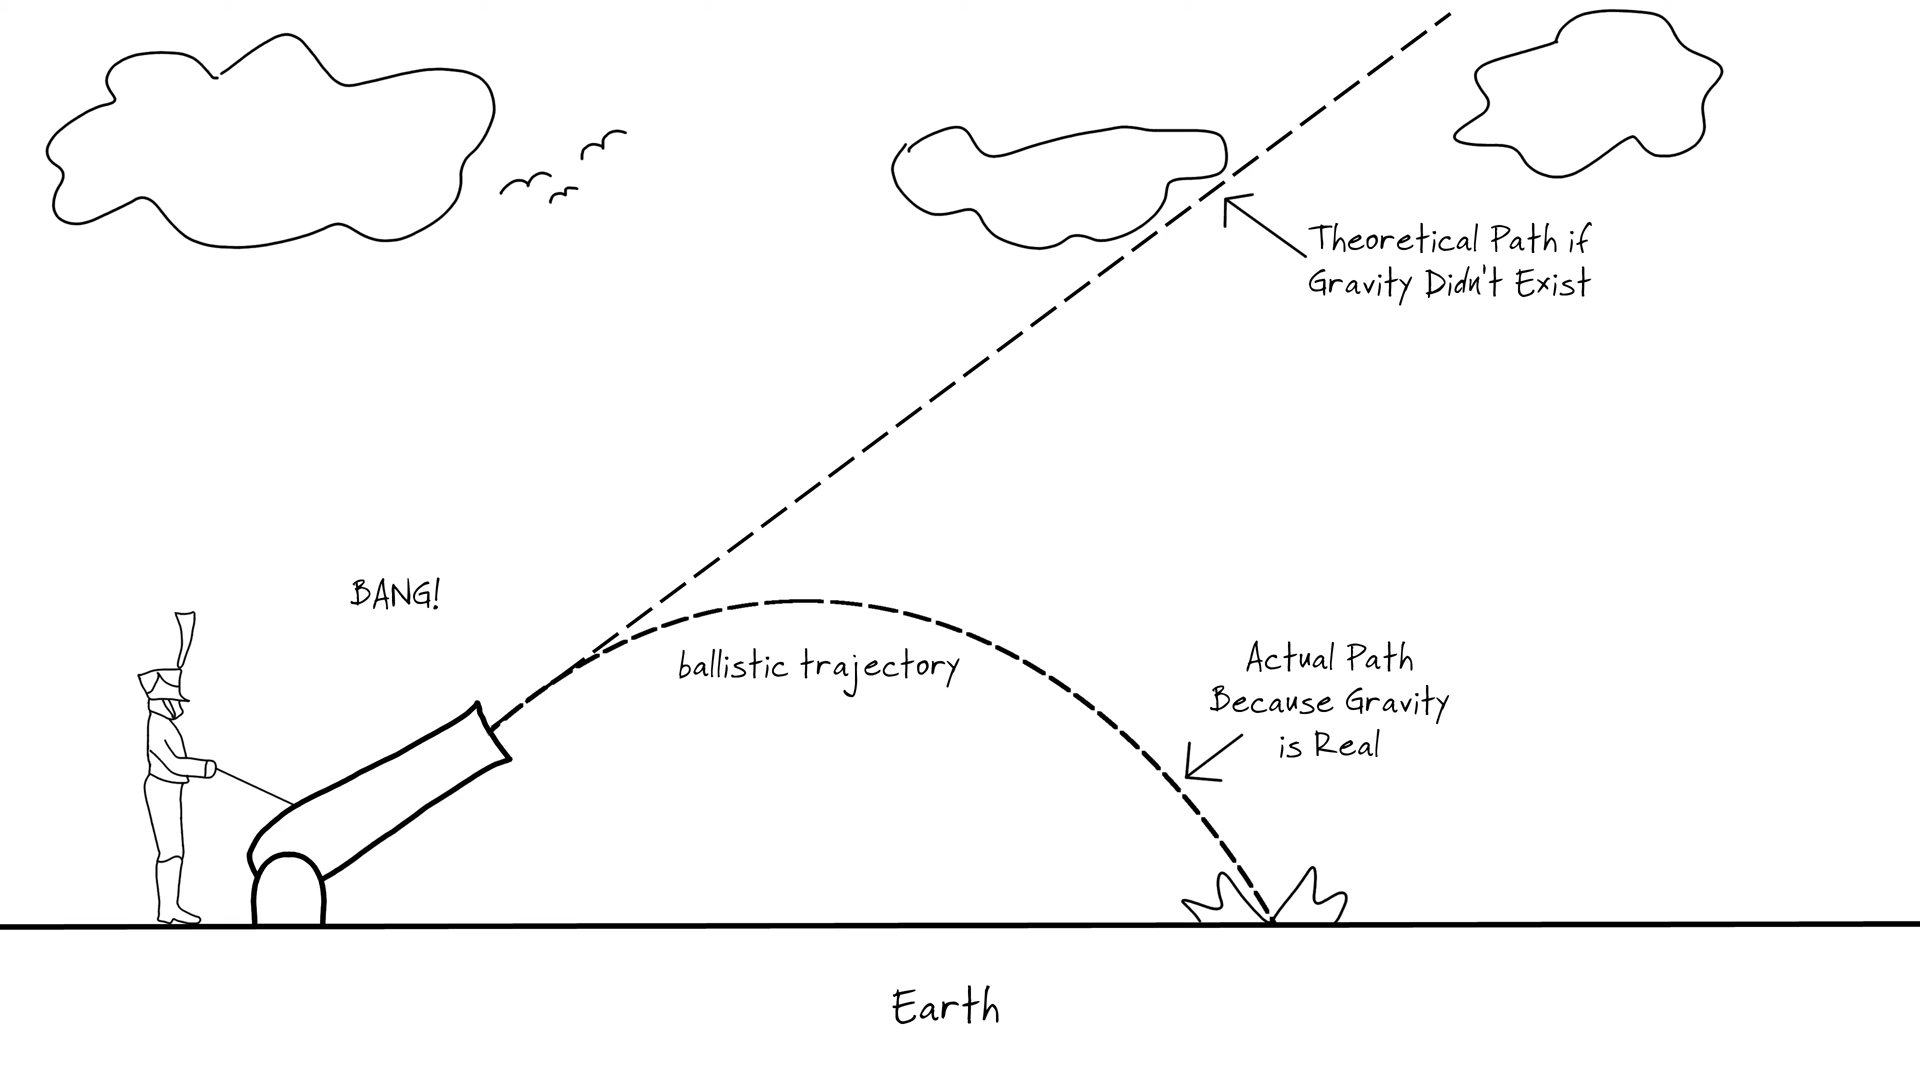 Theoretical Path if
Gravity Didn't Exist
BANG!
ballistic trajectory
Actual Path
Because Gravity
is Real
Earth